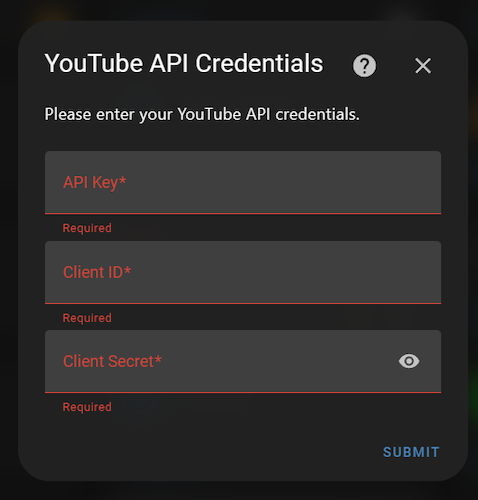 YouTube API Credentials
Please enter your YouTube API credentials.
API Key*
Required
Client ID*
Required
Client Secret*
Required
SUBMIT